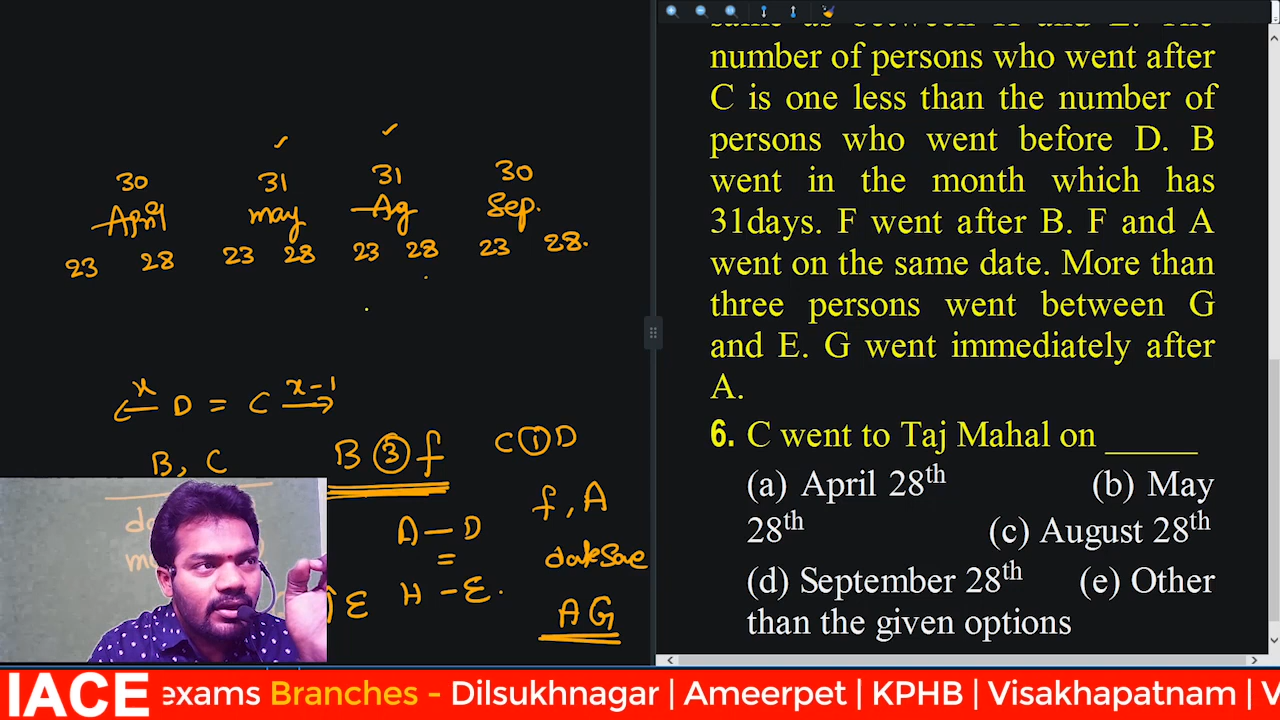 30 31 31 30
April may Ag Sep.
23 28 23 28 23 28 23 28.
x D = C x-1
B, C
B 3 f
C 1 D
f, A
A — D
=
H - E.
E
AG
number of persons who went after
C is one less than the number of
persons who went before D. B
went in the month which has
31days. F went after B. F and A
went on the same date. More than
three persons went between G
and E. G went immediately after
A.
6. C went to Taj Mahal on _____
(a) April 28th (b) May
28th (c) August 28th
(d) September 28th (e) Other
than the given options
IACE exams Branches - Dilsukhnagar | Ameerpet | KPHB | Visakhapatnam |